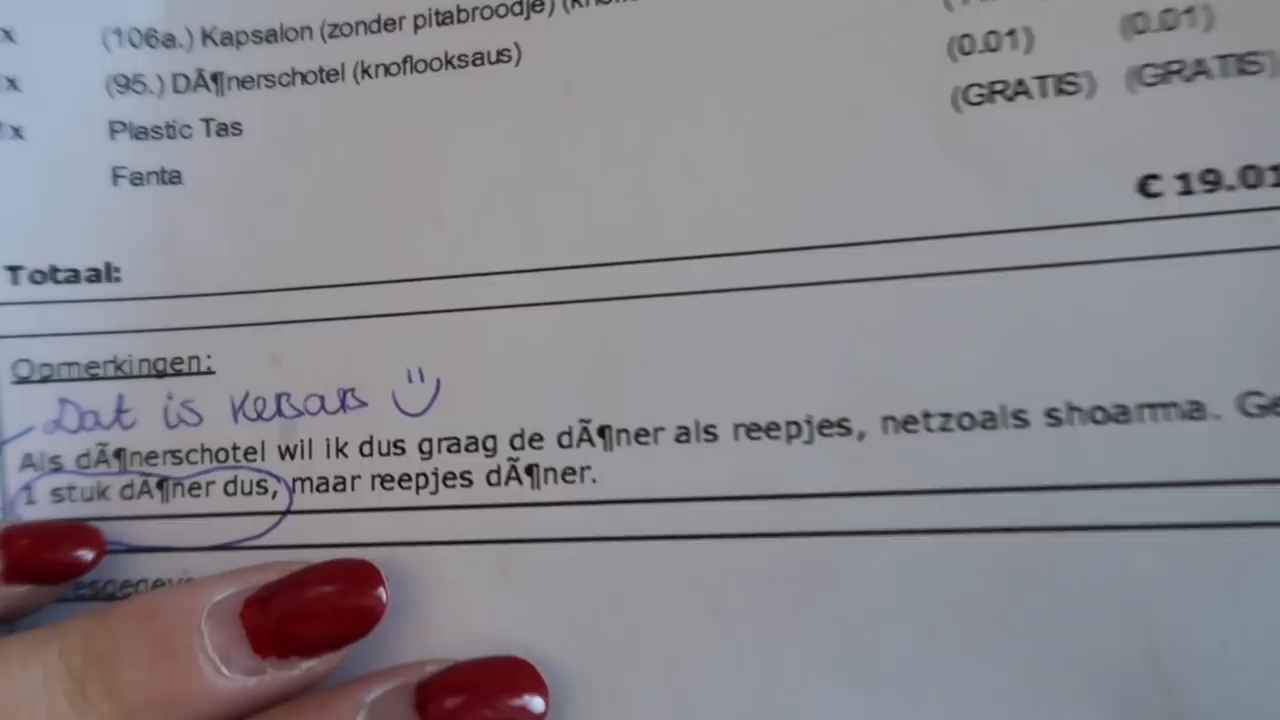 x (106a.) Kapsalon (zonder pitabroodje)
x (95.) DÃ¶nerschotel (knoflooksaus) (0.01) (0.01)
x Plastic Tas (GRATIS) (GRATIS)
Fanta
€ 19.01
Totaal:
Opmerkingen:
Dat is KeBaB
Als dÃ¶nerschotel wil ik dus graag de dÃ¶ner als reepjes, netzoals shoarma.
1 stuk dÃ¶ner dus, maar reepjes dÃ¶ner.